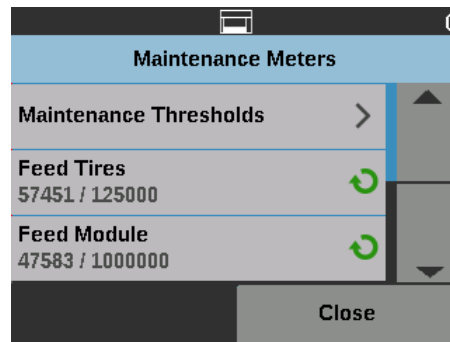 Maintenance Meters
Maintenance Thresholds
Feed Tires
57451 / 125000
Feed Module
47583 / 1000000
Close